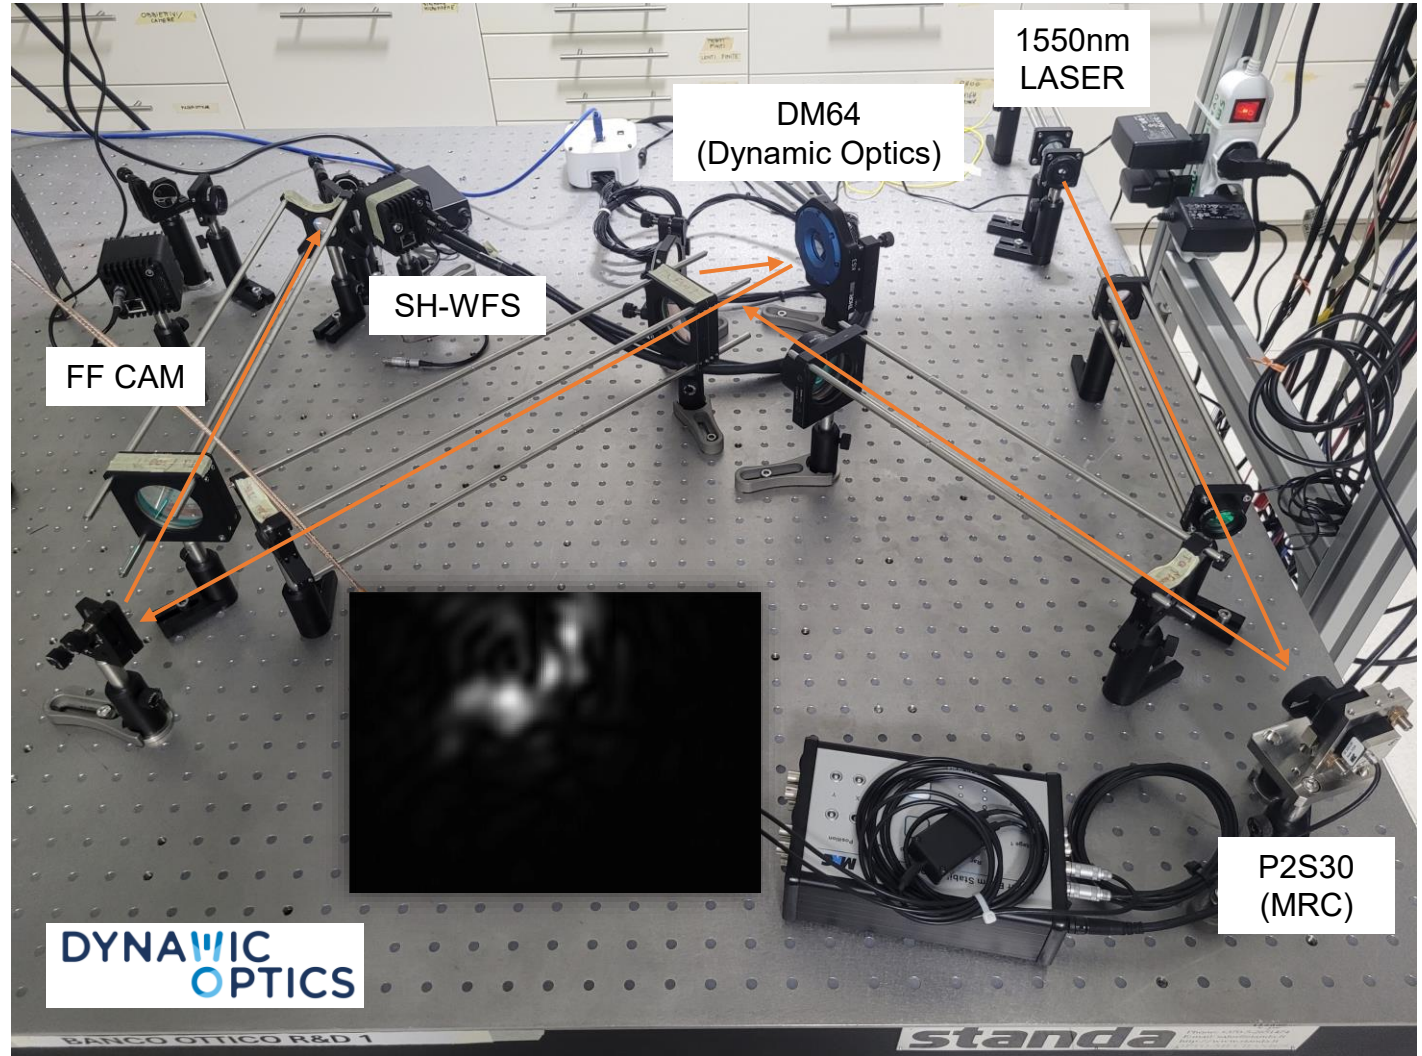 1550nm
LASER
DM64
(Dynamic Optics)
SH-WFS
FF CAM
P2S30
(MRC)
DYNAMIC
OPTICS
BANCO OTTICO R&D 1
standa